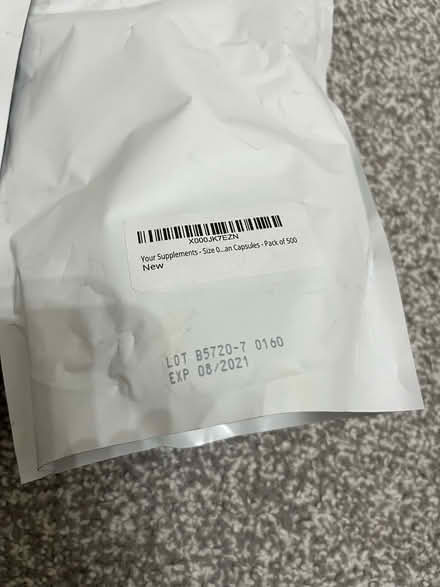 X000JK7EZN
Your Supplements - Size 0...an Capsules - Pack of 500
New
LOT B5720-7 0160
EXP 08/2021